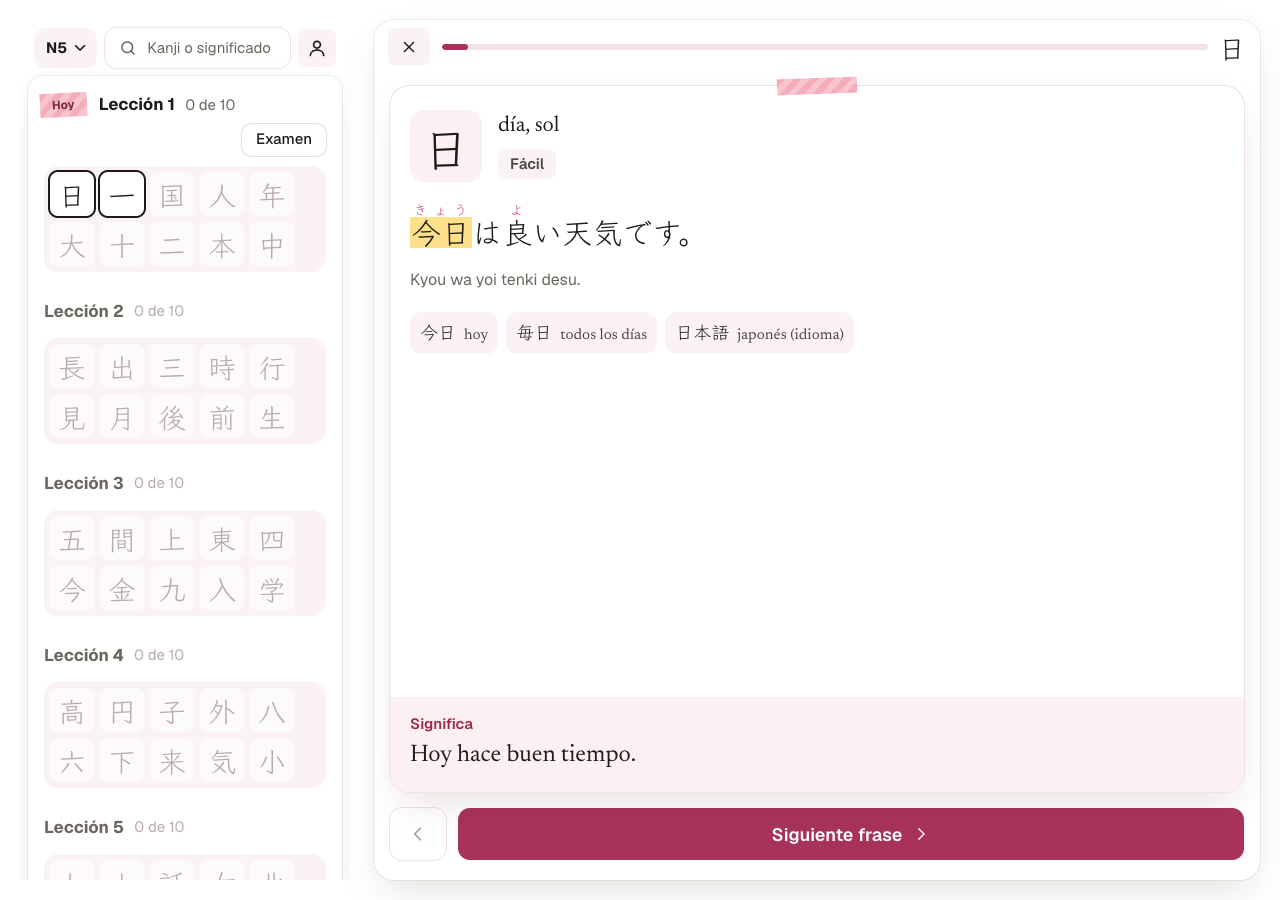 N5
Kanji o significado
Hoy
Lección 1 0 de 10
Examen
日 一 国 人 年
大 十 二 本 中
Lección 2 0 de 10
長 出 三 時 行
見 月 後 前 生
Lección 3 0 de 10
五 間 上 東 四
今 金 九 入 学
Lección 4 0 de 10
高 円 子 外 八
六 下 来 気 小
Lección 5 0 de 10
日
日
día, sol
Fácil
きょう よ
今日は良い天気です。
Kyou wa yoi tenki desu.
今日 hoy 毎日 todos los días 日本語 japonés (idioma)
Significa
Hoy hace buen tiempo.
Siguiente frase